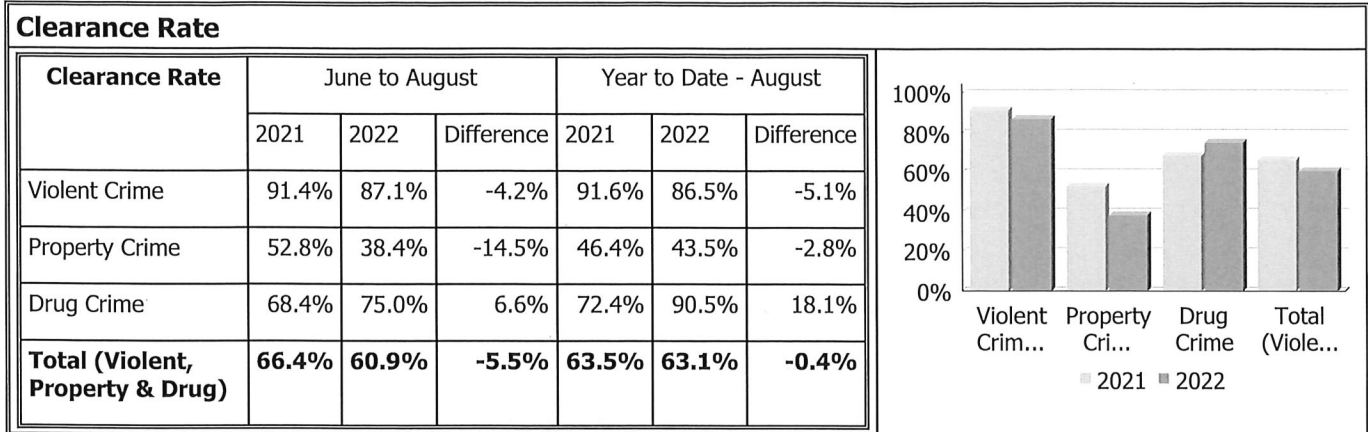 Clearance Rate
Clearance Rate June to August Year to Date - August
2021 2022 Difference 2021 2022 Difference
Violent Crime 91.4% 87.1% -4.2% 91.6% 86.5% -5.1%
Property Crime 52.8% 38.4% -14.5% 46.4% 43.5% -2.8%
Drug Crime 68.4% 75.0% 6.6% 72.4% 90.5% 18.1%
Total (Violent, 66.4% 60.9% -5.5% 63.5% 63.1% -0.4%
Property & Drug)
100%
80%
60%
40%
20%
0%
Violent Property Drug Total
Crim... Cri... Crime (Viole...
2021 2022